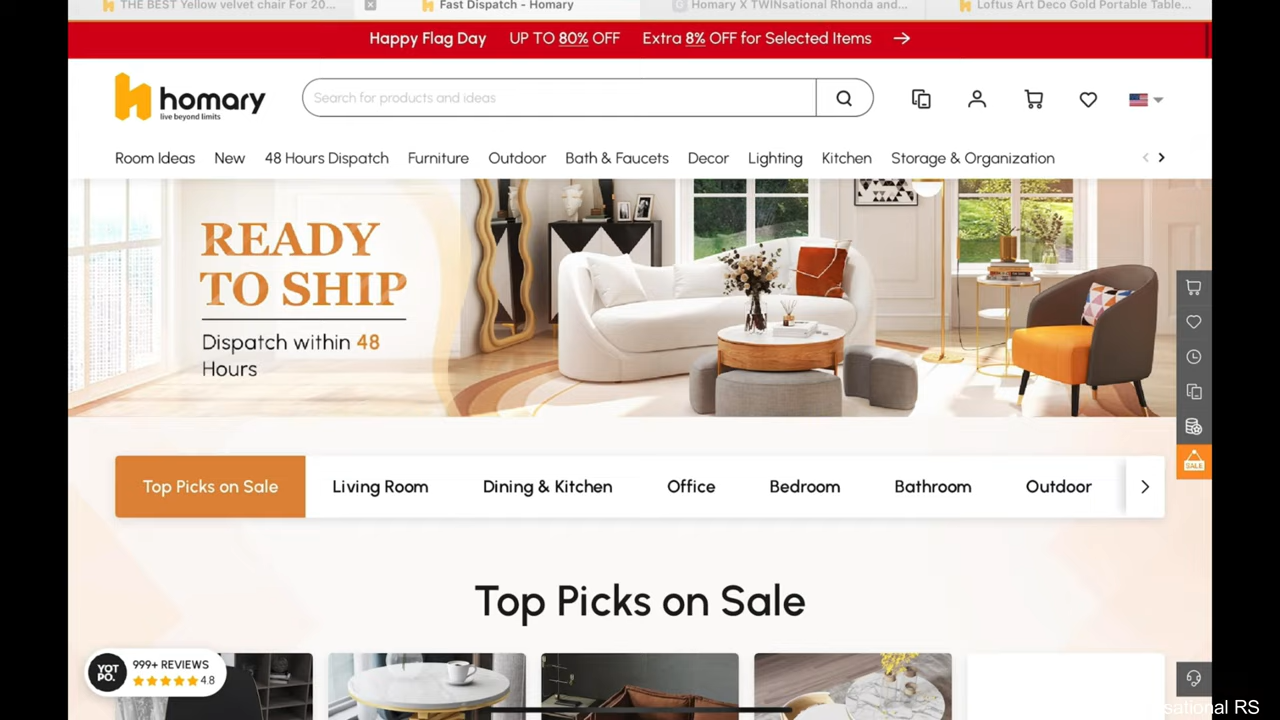 THE BEST Yellow velvet chair For 20...
Fast Dispatch - Homary
Homary X TWINsational Rhonda and...
Loftus Art Deco Gold Portable Table...
Happy Flag Day UP TO 80% OFF Extra 8% OFF for Selected Items
homary
live beyond limits
Search for products and ideas
Room Ideas New 48 Hours Dispatch Furniture Outdoor Bath & Faucets Decor Lighting Kitchen Storage & Organization
READY
TO SHIP
Dispatch within 48
Hours
SALE
Top Picks on Sale Living Room Dining & Kitchen Office Bedroom Bathroom Outdoor
Top Picks on Sale
YOT
PO.
999+ REVIEWS
4.8
sational RS